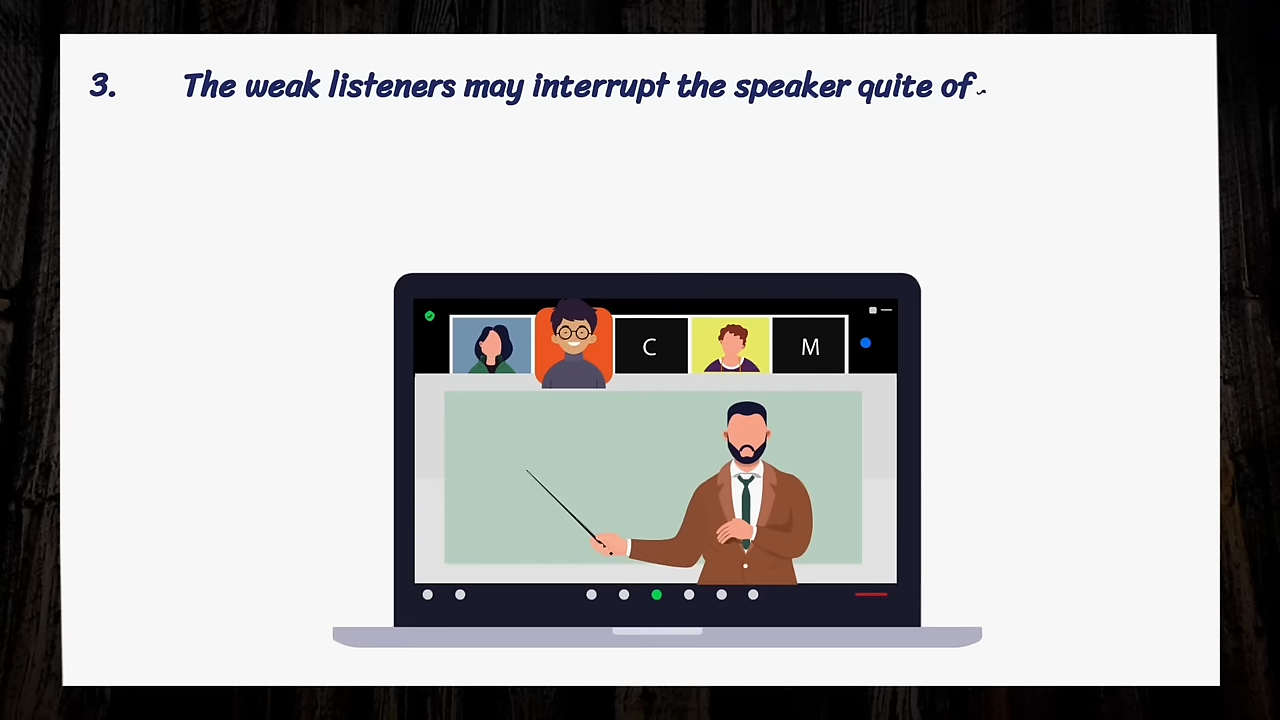 3. The weak listeners may interrupt the speaker quite of
C M